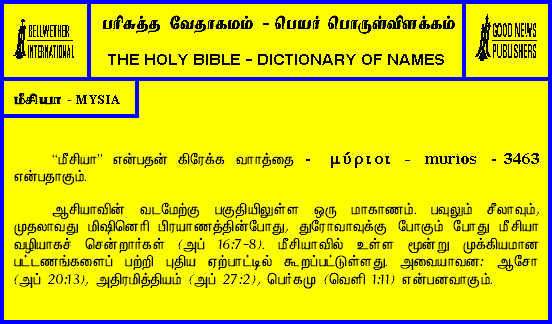 BELLWETHER
INTERNATIONAL
பரிசுத்த வேதாகமம் - பெயர் பொருள்விளக்கம்
THE HOLY BIBLE - DICTIONARY OF NAMES
GOOD NEWS
PUBLISHERS
மீசியா - MYSIA
“மீசியா” என்பதன் கிரேக்க வார்த்தை - μύριοι - murios - 3463
என்பதாகும்.
ஆசியாவின் வடமேற்கு பகுதியிலுள்ள ஒரு மாகாணம். பவுலும் சீலாவும்,
முதலாவது மிஷினெரி பிரயாணத்தின்போது, துரோவாவுக்கு போகும் போது மீசியா
வழியாகச் சென்றார்கள் (அப் 16:7-8). மீசியாவில் உள்ள மூன்று முக்கியமான
பட்டணங்களைப் பற்றி புதிய ஏற்பாட்டில் கூறப்பட்டுள்ளது. அவையாவன: ஆசோ
(அப் 20:13), அதிரமித்தியம் (அப் 27:2), பெர்கமு (வெளி 1:11) என்பனவாகும்.